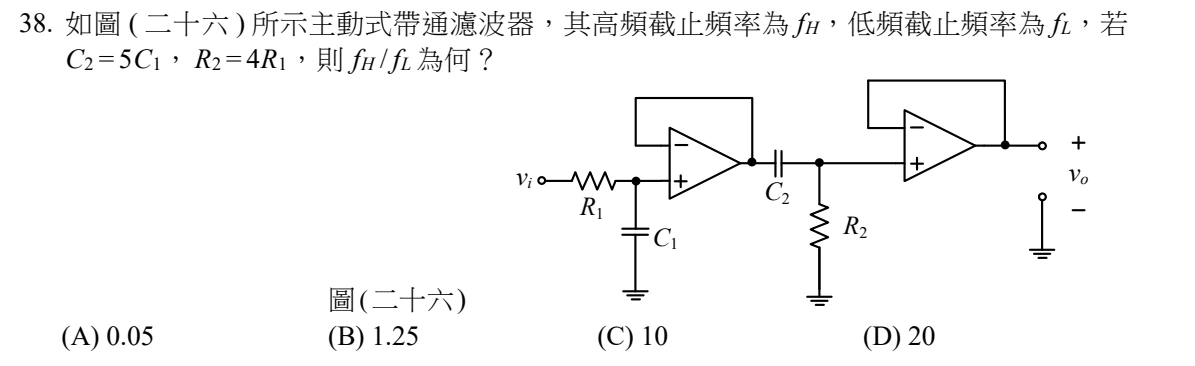 38. 如圖 ( 二十六 ) 所示主動式帶通濾波器，其高頻截止頻率為 fH，低頻截止頻率為 fL，若
C2=5C1， R2=4R1，則 fH/fL 為何？
−
+
−
+
+
vo
−
vi
R1
C1
C2
R2
圖(二十六)
(A) 0.05 (B) 1.25 (C) 10 (D) 20